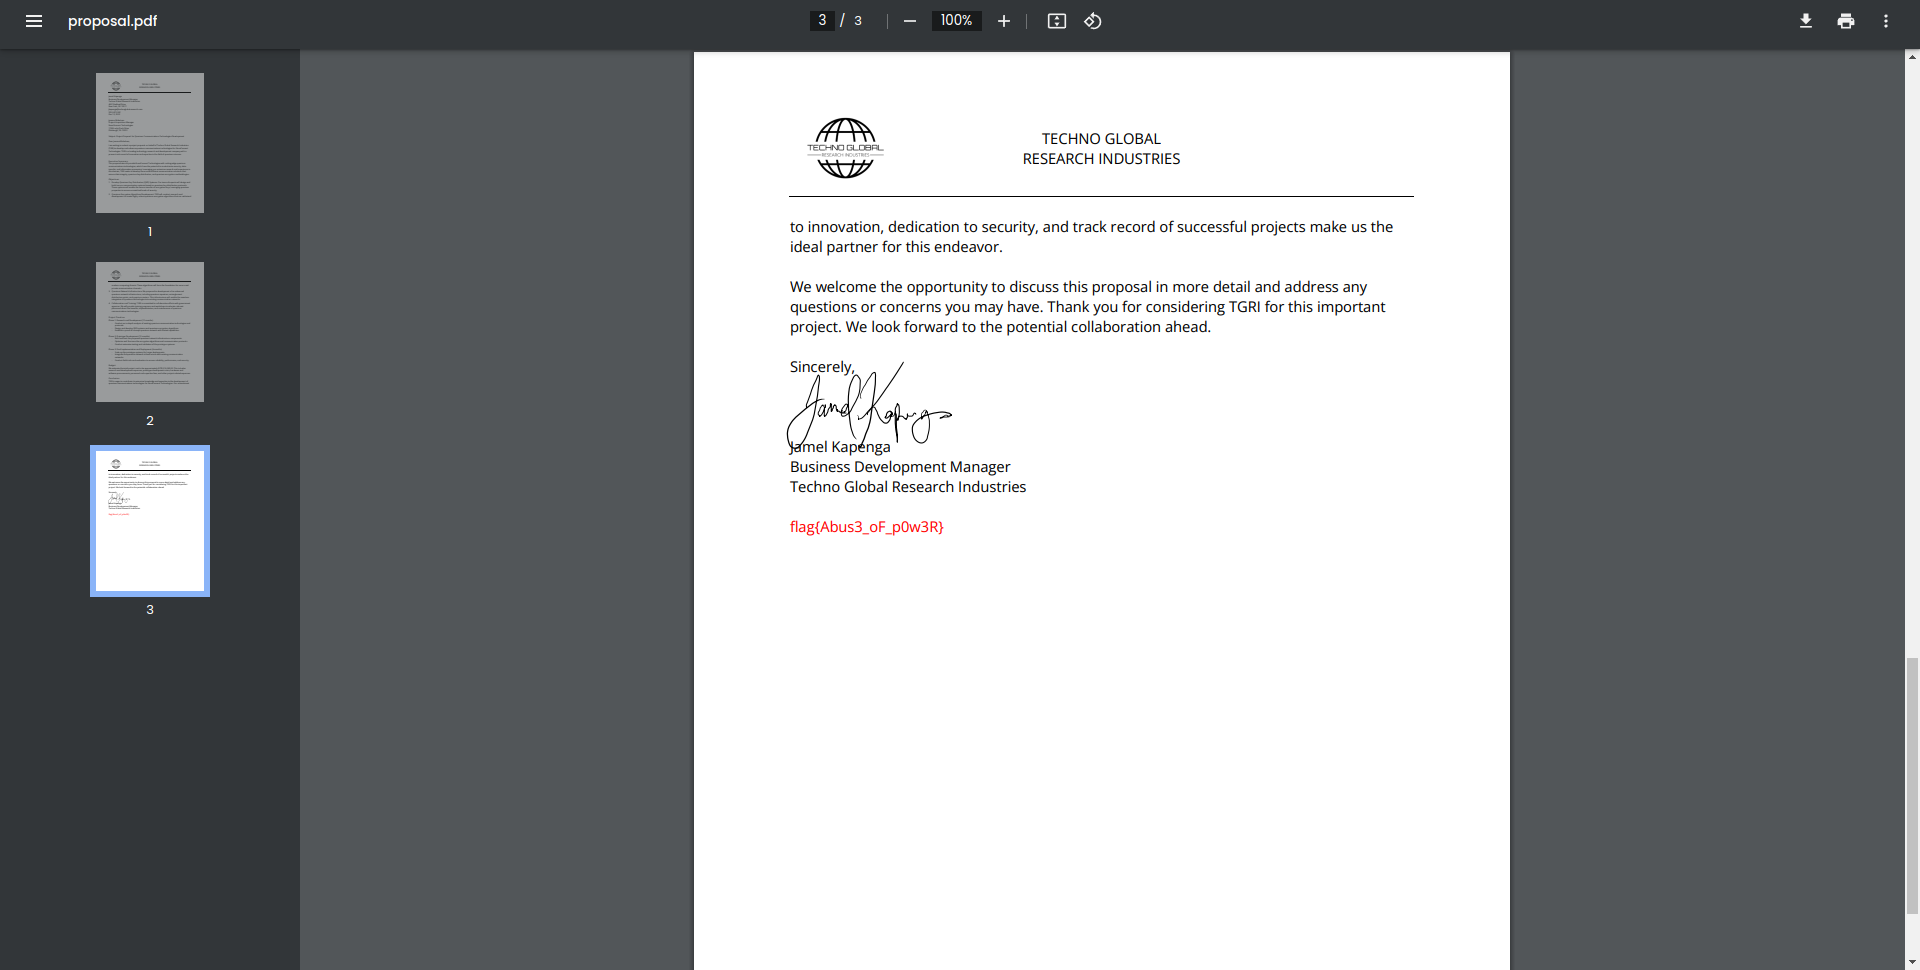 proposal.pdf
3 / 3
100%
1
2
3
TECHNO GLOBAL
RESEARCH INDUSTRIES
TECHNO GLOBAL
RESEARCH INDUSTRIES
to innovation, dedication to security, and track record of successful projects make us the
ideal partner for this endeavor.
We welcome the opportunity to discuss this proposal in more detail and address any
questions or concerns you may have. Thank you for considering TGRI for this important
project. We look forward to the potential collaboration ahead.
Sincerely,
Jamel Kapenga
Jamel Kapenga
Business Development Manager
Techno Global Research Industries
flag{Abus3_oF_p0w3R}